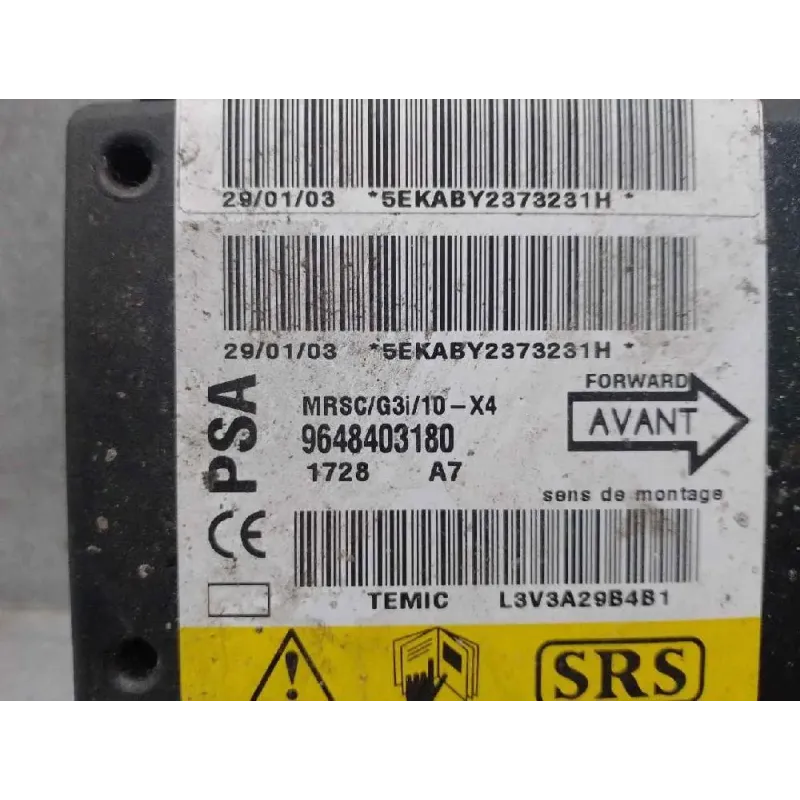 29/01/03 *5EKABY2373231H *
29/01/03 *5EKABY2373231H *
PSA
MRSC/G3i/10-X4
9648403180
1728 A7
FORWARD
AVANT
sens de montage
CE
TEMIC L3V3A29B4B1
SRS